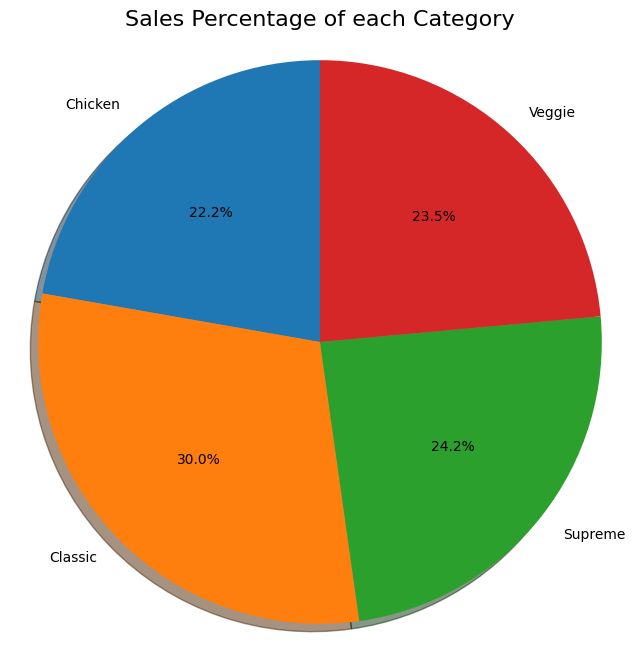 Sales Percentage of each Category
Chicken
Veggie
22.2%
23.5%
30.0%
24.2%
Supreme
Classic